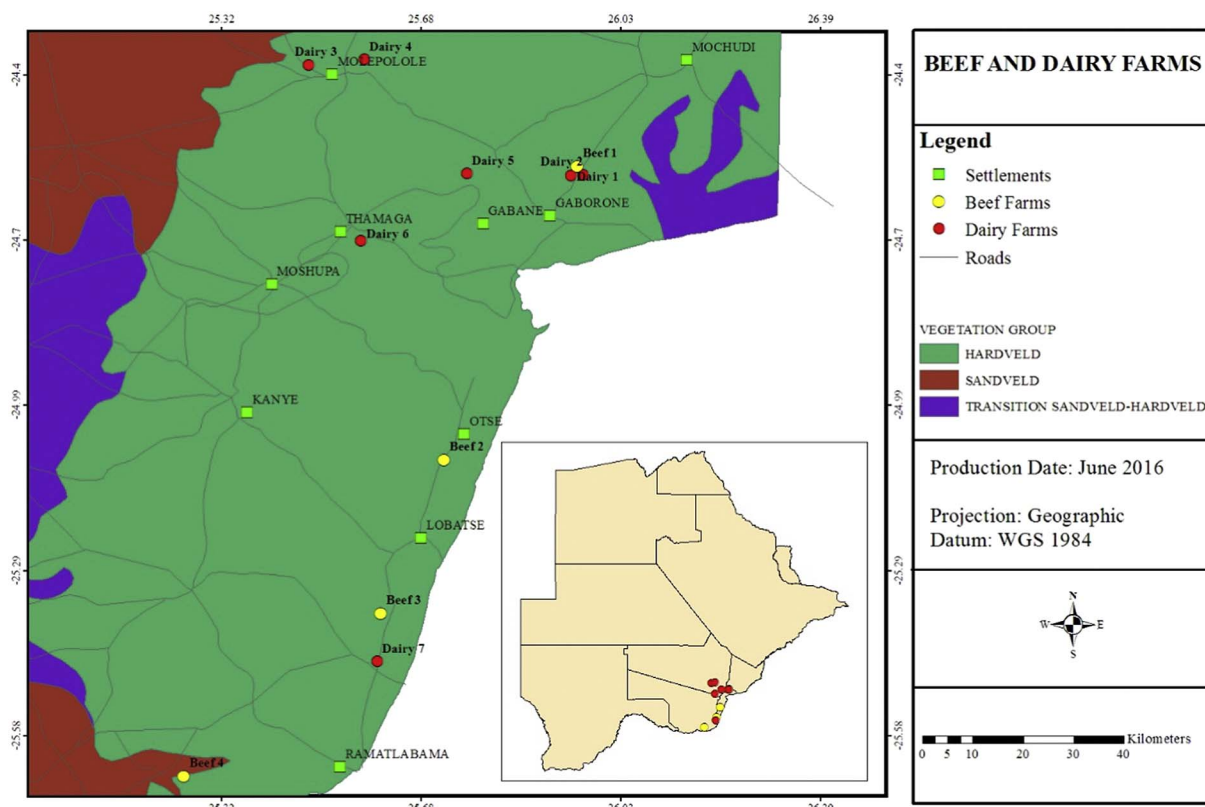 25.32 25.68 26.03 26.39
BEEF AND DAIRY FARMS
Legend
Settlements
Beef Farms
Dairy Farms
Roads
VEGETATION GROUP
HARDVELD
SANDVELD
TRANSITION SANDVELD-HARDVELD
Production Date: June 2016
Projection: Geographic
Datum: WGS 1984
N
W E
S
0 5 10 20 30 40 Kilometers
-24.4
-24.7
-24.99
-25.29
-25.58
-24.4
-24.7
-24.99
-25.29
-25.58
Dairy 3
Dairy 4
MOLEPOLOLE
MOCHUDI
Beef 1
Dairy 2
Dairy 1
Dairy 5
GABORONE
GABANE
THAMAGA
Dairy 6
MOSHUPA
KANYE
OTSE
Beef 2
LOBATSE
Beef 3
Dairy 7
RAMATLABAMA
Beef 4